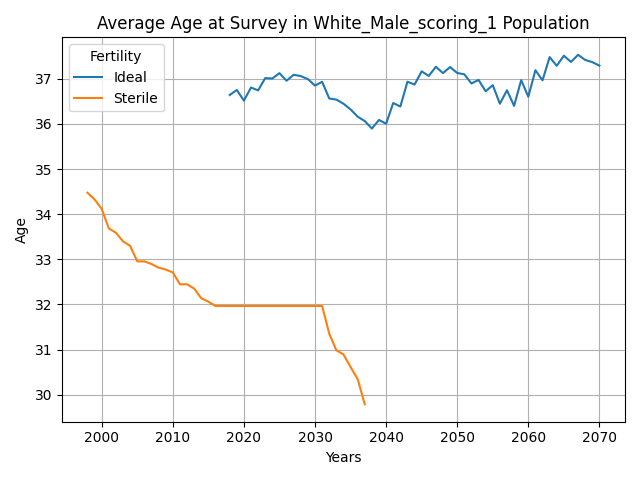 Average Age at Survey in White_Male_scoring_1 Population
Fertility
Ideal
Sterile
37
36
35
34
33
32
31
30
Age
2000 2010 2020 2030 2040 2050 2060 2070
Years